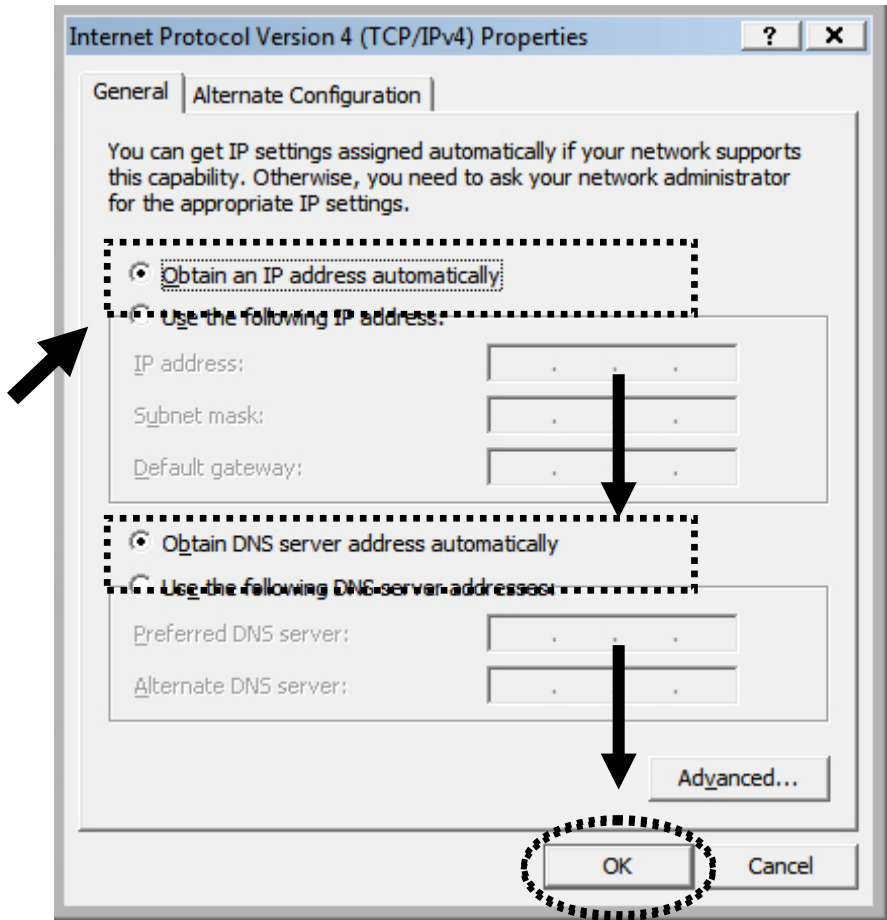 Internet Protocol Version 4 (TCP/IPv4) Properties
General
Alternate Configuration
You can get IP settings assigned automatically if your network supports
this capability. Otherwise, you need to ask your network administrator
for the appropriate IP settings.
Obtain an IP address automatically
Use the following IP address:
IP address:
Subnet mask:
Default gateway:
Obtain DNS server address automatically
Use the following DNS server addresses:
Preferred DNS server:
Alternate DNS server:
Advanced...
OK
Cancel